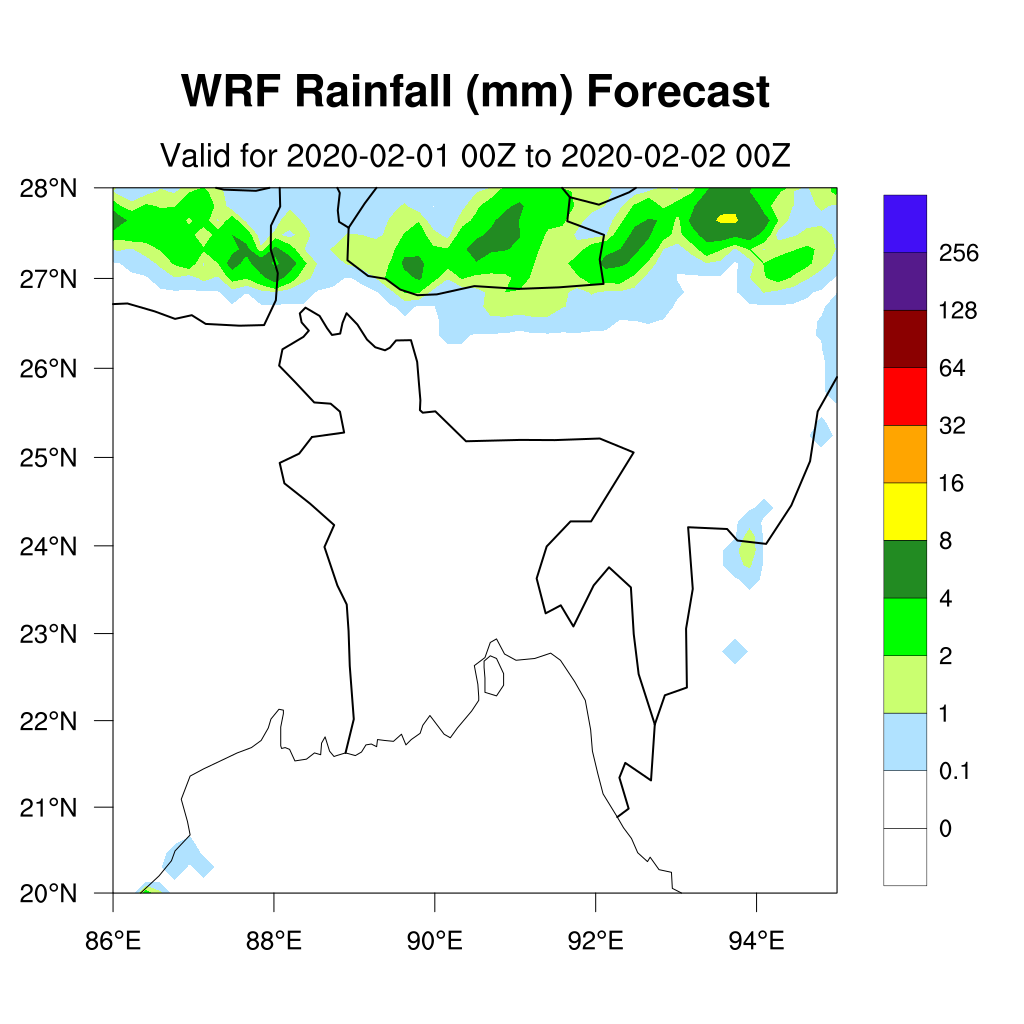 WRF Rainfall (mm) Forecast
Valid for 2020-02-01 00Z to 2020-02-02 00Z
28°N
27°N
26°N
25°N
24°N
23°N
22°N
21°N
20°N
86°E 88°E 90°E 92°E 94°E
256
128
64
32
16
8
4
2
1
0.1
0